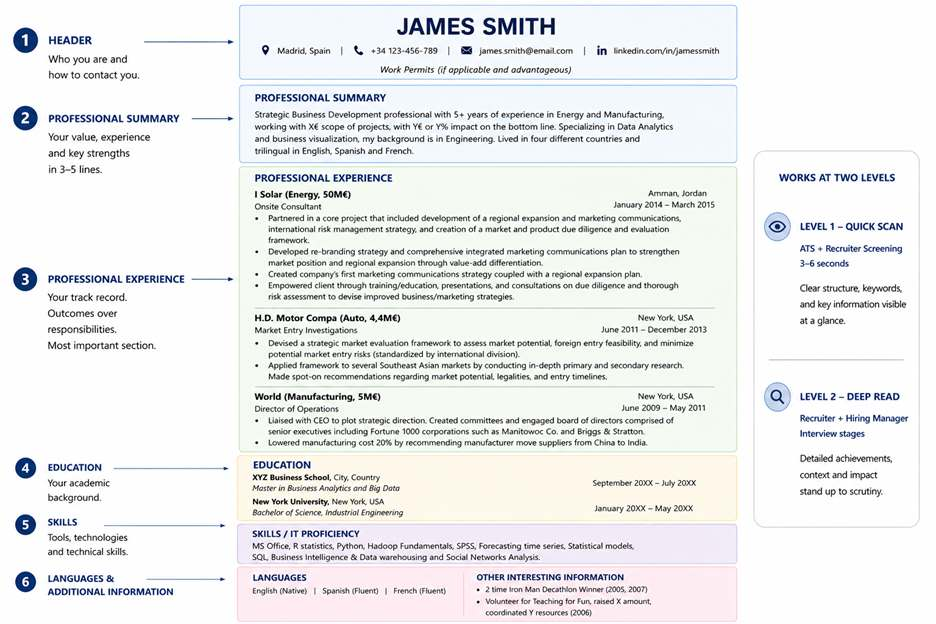 1
HEADER
Who you are and
how to contact you.
2
PROFESSIONAL SUMMARY
Your value, experience
and key strengths
in 3–5 lines.
3
PROFESSIONAL EXPERIENCE
Your track record.
Outcomes over
responsibilities.
Most important section.
4
EDUCATION
Your academic
background.
5
SKILLS
Tools, technologies
and technical skills.
6
LANGUAGES &
ADDITIONAL INFORMATION
JAMES SMITH
Madrid, Spain | +34 123-456-789 | james.smith@email.com | in linkedin.com/in/jamessmith
Work Permits (if applicable and advantageous)
PROFESSIONAL SUMMARY
Strategic Business Development professional with 5+ years of experience in Energy and Manufacturing,
working with X€ scope of projects, with Y€ or Y% impact on the bottom line. Specializing in Data Analytics
and business visualization, my background is in Engineering. Lived in four different countries and
trilingual in English, Spanish and French.
PROFESSIONAL EXPERIENCE
I Solar (Energy, 50M€) Amman, Jordan
Onsite Consultant January 2014 – March 2015
• Partnered in a core project that included development of a regional expansion and marketing communications,
international risk management strategy, and creation of a market and product due diligence and evaluation
framework.
• Developed re-branding strategy and comprehensive integrated marketing communications plan to strengthen
market position and regional expansion through value-add differentiation.
• Created company's first marketing communications strategy coupled with a regional expansion plan.
• Empowered client through training/education, presentations, and consultations on due diligence and thorough
risk assessment to devise improved business/marketing strategies.
H.D. Motor Compa (Auto, 4,4M€) New York, USA
Market Entry Investigations June 2011 – December 2013
• Devised a strategic market evaluation framework to assess market potential, foreign entry feasibility, and minimize
potential market entry risks (standardized by international division).
• Applied framework to several Southeast Asian markets by conducting in-depth primary and secondary research.
Made spot-on recommendations regarding market potential, legalities, and entry timelines.
World (Manufacturing, 5M€) New York, USA
Director of Operations June 2009 – May 2011
• Liaised with CEO to plot strategic direction. Created committees and engaged board of directors comprised of
senior executives including Fortune 1000 corporations such as Manitowoc Co. and Briggs & Stratton.
• Lowered manufacturing cost 20% by recommending manufacturer move suppliers from China to India.
EDUCATION
XYZ Business School, City, Country
Master in Business Analytics and Big Data September 20XX – July 20XX
New York University, New York, USA
Bachelor of Science, Industrial Engineering January 20XX – May 20XX
SKILLS / IT PROFICIENCY
MS Office, R statistics, Python, Hadoop Fundamentals, SPSS, Forecasting time series, Statistical models,
SQL, Business Intelligence & Data warehousing and Social Networks Analysis.
LANGUAGES
English (Native) | Spanish (Fluent) | French (Fluent)
OTHER INTERESTING INFORMATION
• 2 time Iron Man Decathlon Winner (2005, 2007)
• Volunteer for Teaching for Fun, raised X amount,
coordinated Y resources (2006)
WORKS AT TWO LEVELS
LEVEL 1 – QUICK SCAN
ATS + Recruiter Screening
3–6 seconds
Clear structure, keywords,
and key information visible
at a glance.
LEVEL 2 – DEEP READ
Recruiter + Hiring Manager
Interview stages
Detailed achievements,
context and impact
stand up to scrutiny.